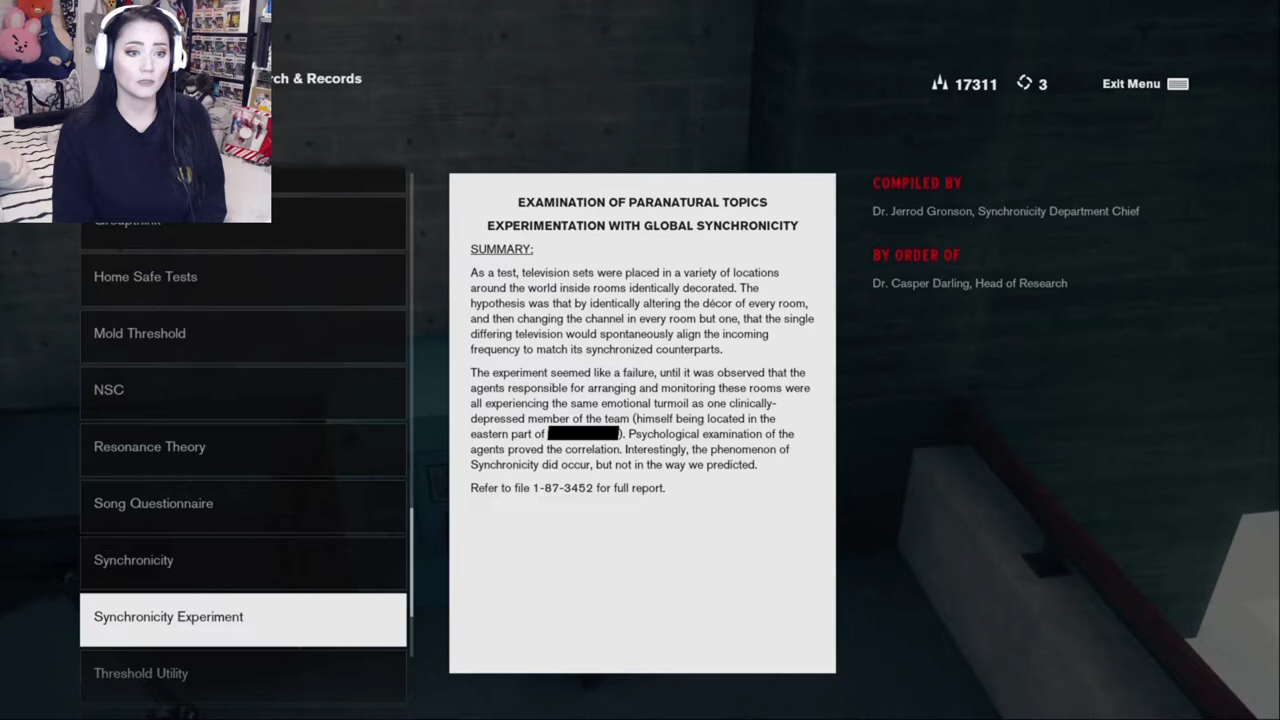 ch & Records
17311
3
Exit Menu
Groupthink
Home Safe Tests
Mold Threshold
NSC
Resonance Theory
Song Questionnaire
Synchronicity
Synchronicity Experiment
Threshold Utility
EXAMINATION OF PARANATURAL TOPICS
EXPERIMENTATION WITH GLOBAL SYNCHRONICITY
SUMMARY:
As a test, television sets were placed in a variety of locations
around the world inside rooms identically decorated. The
hypothesis was that by identically altering the décor of every room,
and then changing the channel in every room but one, that the single
differing television would spontaneously align the incoming
frequency to match its synchronized counterparts.
The experiment seemed like a failure, until it was observed that the
agents responsible for arranging and monitoring these rooms were
all experiencing the same emotional turmoil as one clinically-
depressed member of the team (himself being located in the
eastern part of ). Psychological examination of the
agents proved the correlation. Interestingly, the phenomenon of
Synchronicity did occur, but not in the way we predicted.
Refer to file 1-87-3452 for full report.
COMPILED BY
Dr. Jerrod Gronson, Synchronicity Department Chief
BY ORDER OF
Dr. Casper Darling, Head of Research